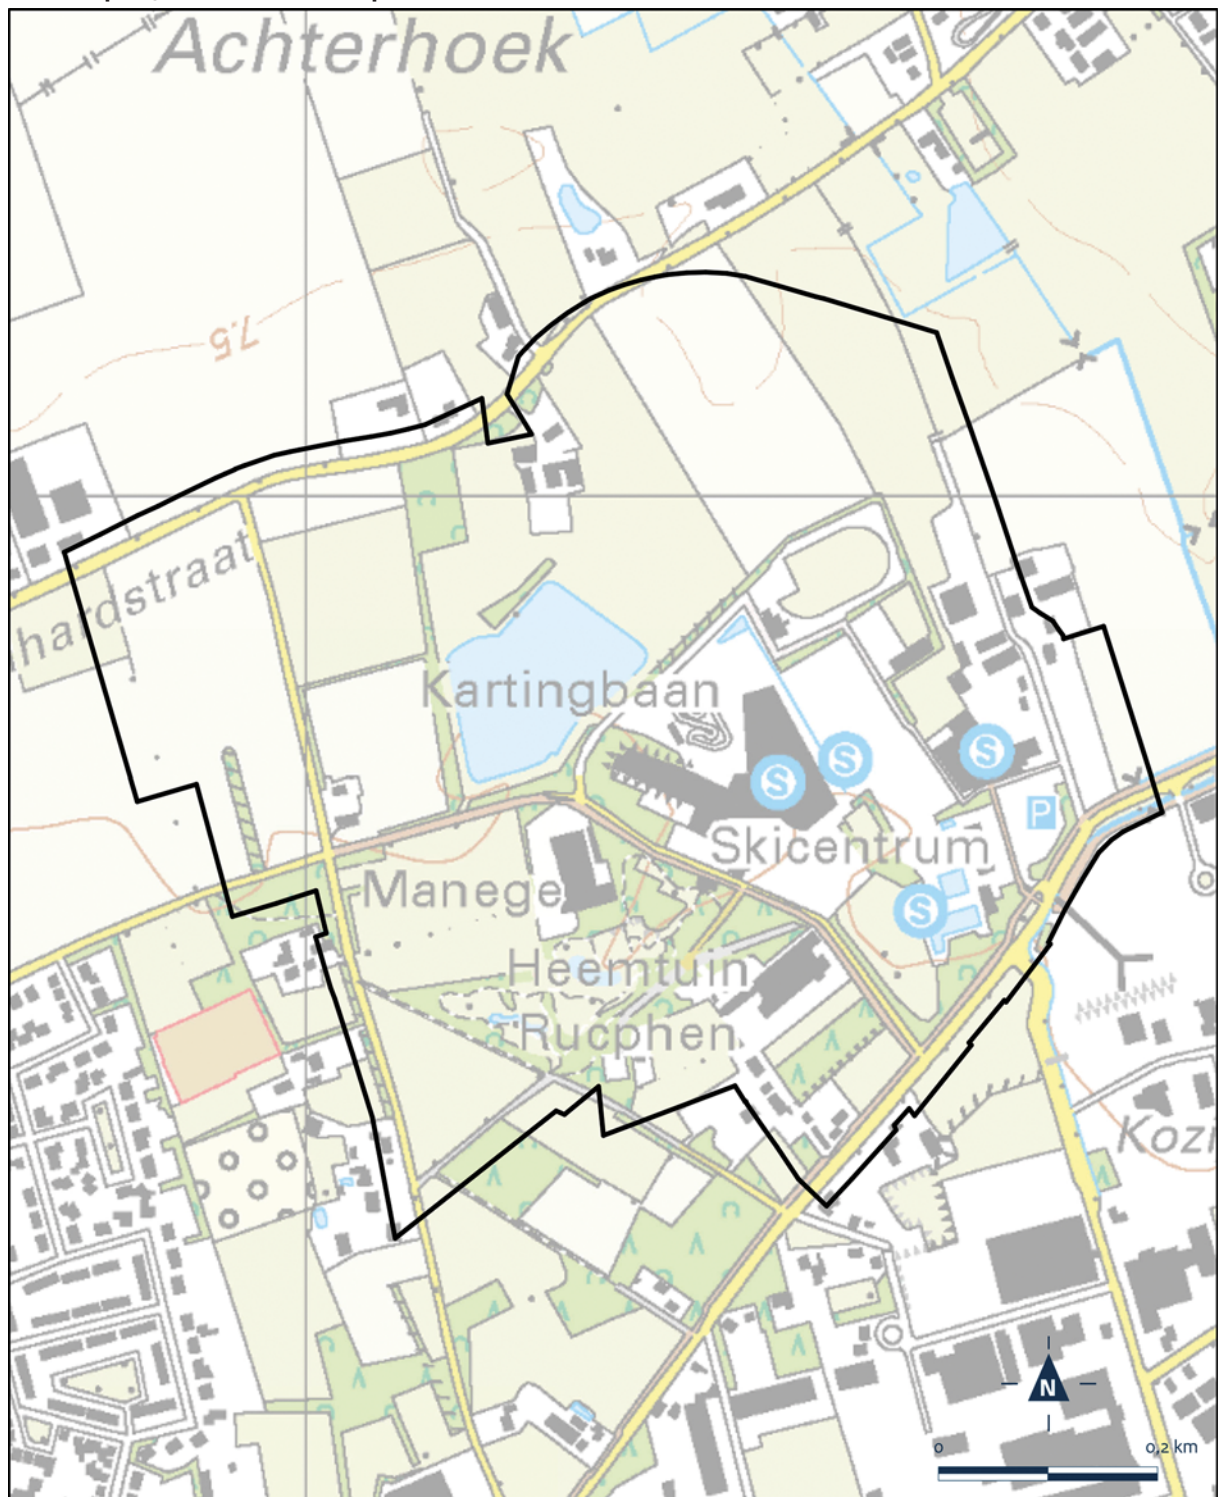 Achterhoek
7.5
hardstraat
Kartingbaan
S
S
S
P
Skicentrum
Manege
S
Heemtuin
Rucphen
Kozi
N
0
0,2 km